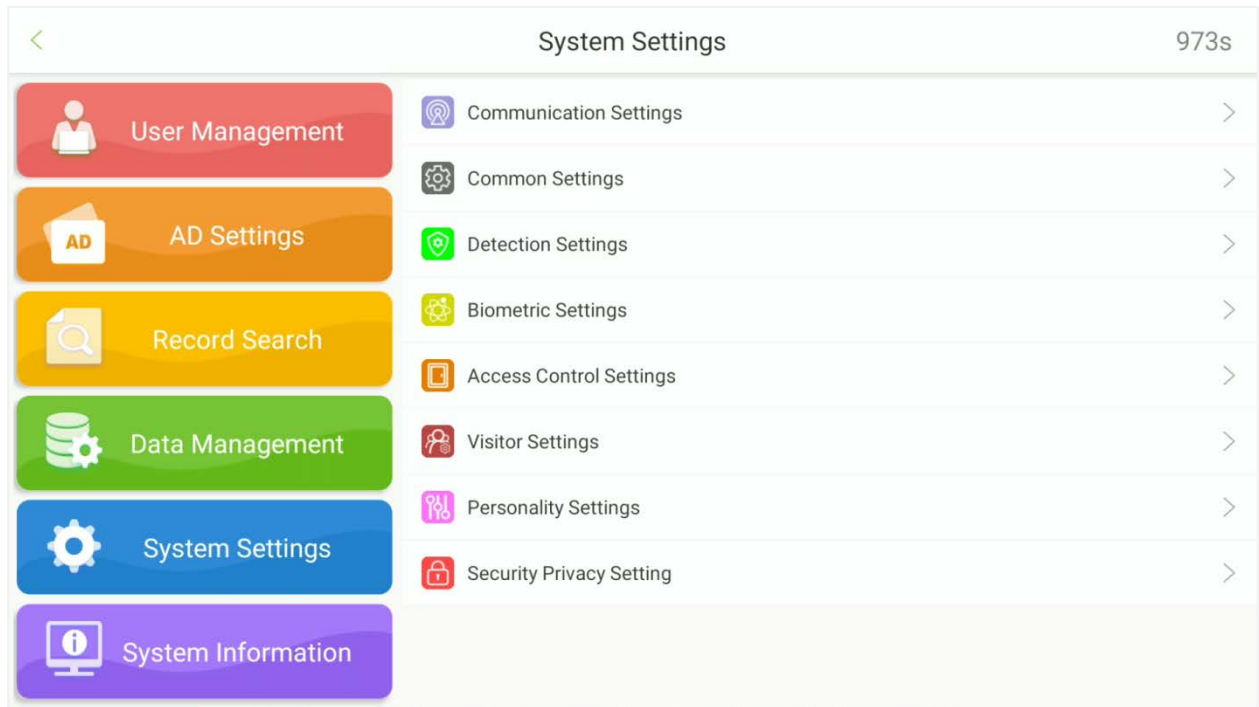 System Settings
973s
User Management
AD
AD Settings
Record Search
Data Management
System Settings
System Information
Communication Settings
Common Settings
Detection Settings
Biometric Settings
Access Control Settings
Visitor Settings
Personality Settings
Security Privacy Setting